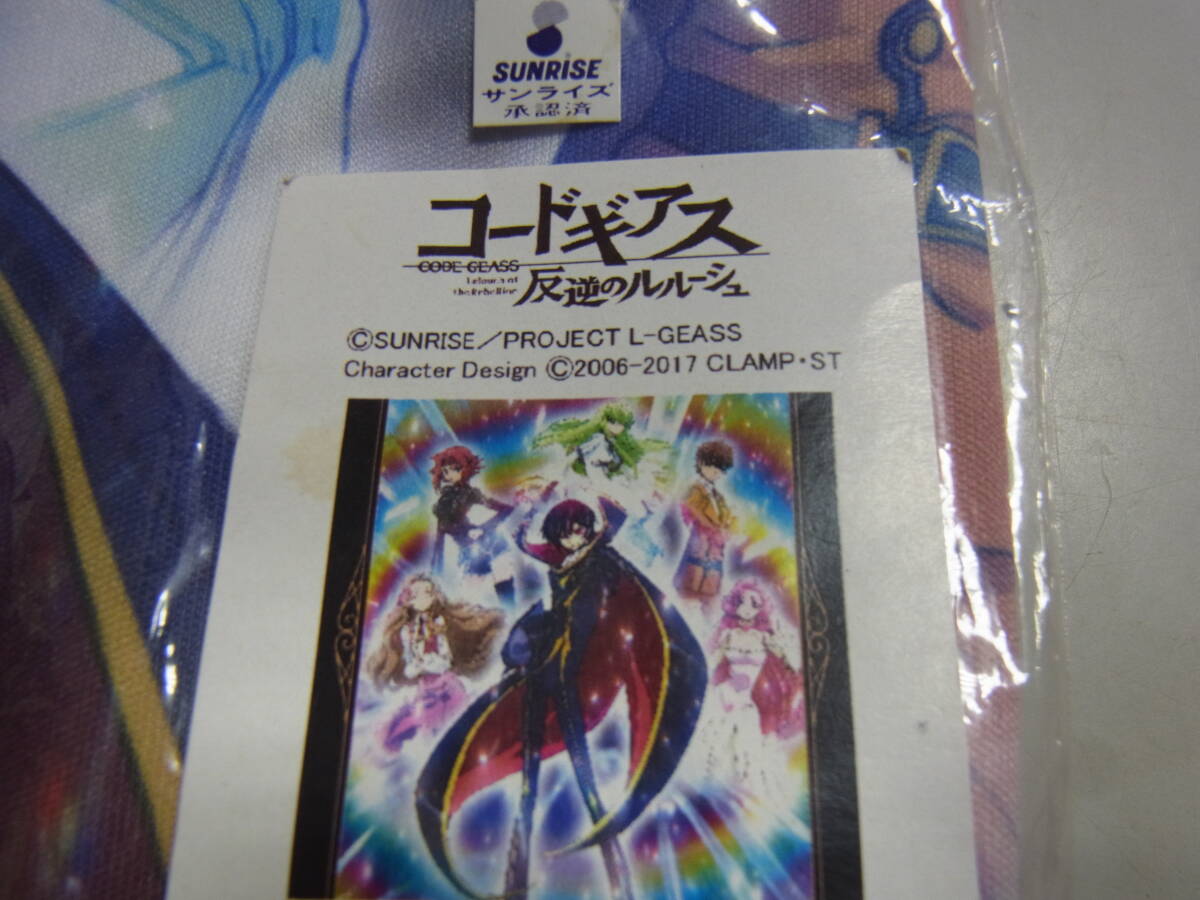 SUNRISE
サンライズ
承認済
コードギアス
CODE GEASS
Lelouch of
the Rebellion
反逆のルルーシュ
©SUNRISE／PROJECT L-GEASS
Character Design ©2006-2017 CLAMP・ST